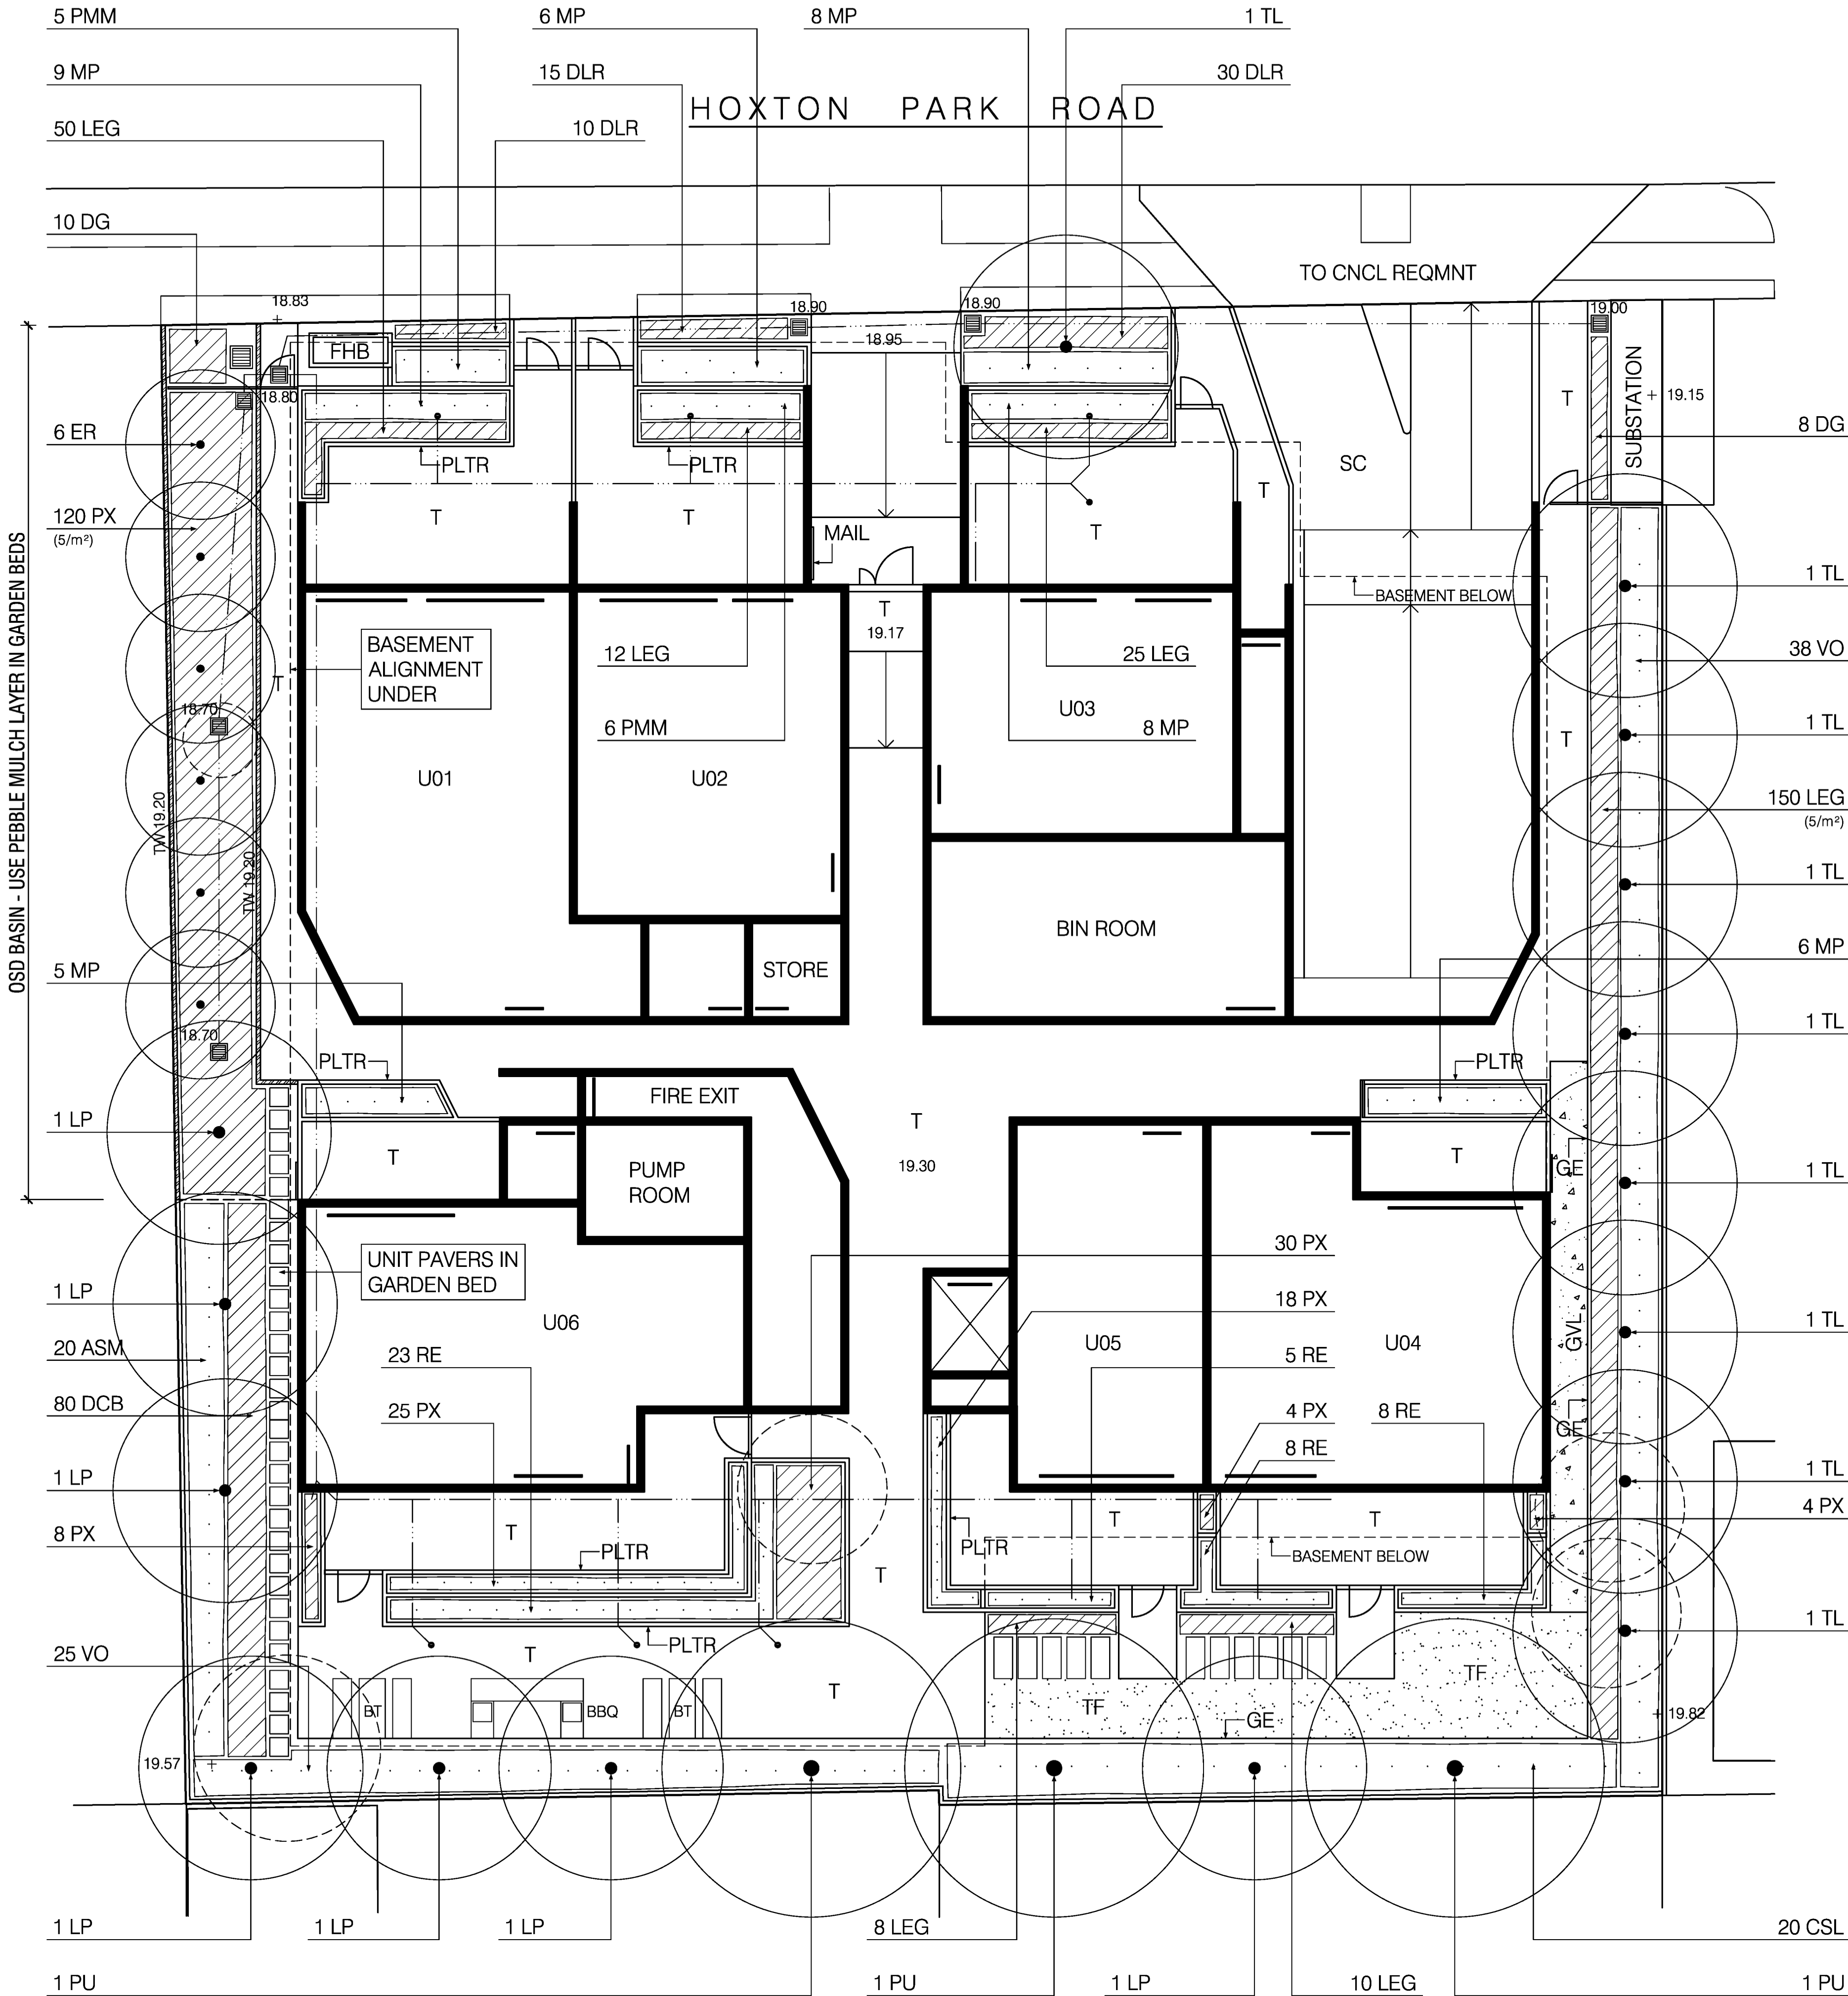 5 PMM
6 MP
8 MP
1 TL
9 MP
15 DLR
30 DLR
HOXTON PARK ROAD
50 LEG
10 DLR
10 DG
TO CNCL REQMNT
18.83
18.90
18.90
19.00
18.95
FHB
18.80
SUBSTATION
19.15
T
6 ER
8 DG
PLTR
PLTR
SC
T
120 PX
(5/m²)
T
T
T
MAIL
OSD BASIN - USE PEBBLE MULCH LAYER IN GARDEN BEDS
1 TL
BASEMENT BELOW
T
19.17
BASEMENT
ALIGNMENT
UNDER
12 LEG
25 LEG
38 VO
T
18.70
U03
6 PMM
8 MP
T
1 TL
U01
U02
TW 19.20
150 LEG
(5/m²)
TW 19.20
1 TL
BIN ROOM
6 MP
5 MP
STORE
1 TL
18.70
PLTR
PLTR
FIRE EXIT
1 LP
T
T
19.30
T
PUMP
ROOM
GE
1 TL
30 PX
UNIT PAVERS IN
GARDEN BED
1 LP
18 PX
U06
U05
U04
GVL
1 TL
20 ASM
23 RE
5 RE
80 DCB
25 PX
4 PX
8 RE
8 RE
GE
GE
1 LP
1 TL
4 PX
8 PX
T
T
T
PLTR
PLTR
BASEMENT BELOW
T
1 TL
PLTR
T
25 VO
TF
TF
T
BT
BBQ
BT
GE
19.82
19.57
1 LP
1 LP
1 LP
8 LEG
20 CSL
1 PU
1 PU
1 LP
10 LEG
1 PU